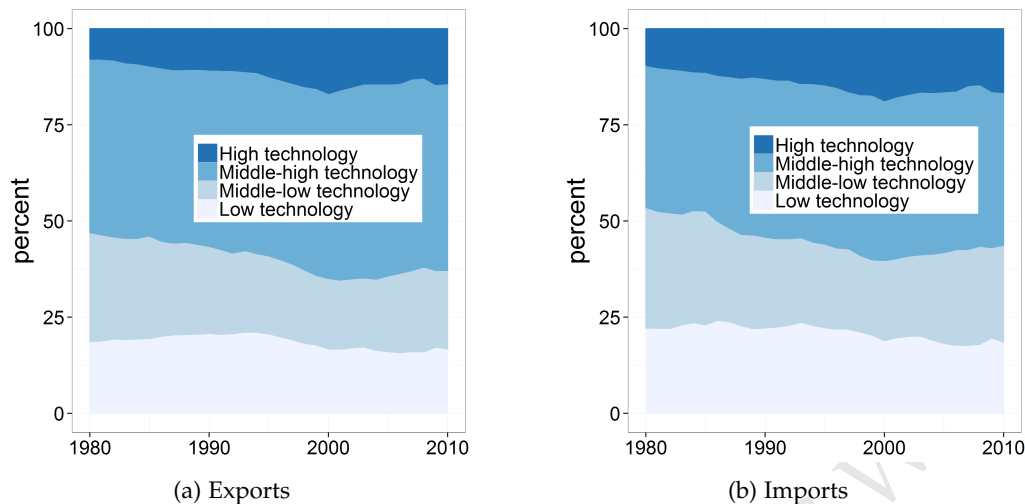 100
75
50
25
0
percent
High technology
Middle-high technology
Middle-low technology
Low technology
1980
1990
2000
2010
(a) Exports
100
75
50
25
0
percent
High technology
Middle-high technology
Middle-low technology
Low technology
1980
1990
2000
2010
(b) Imports